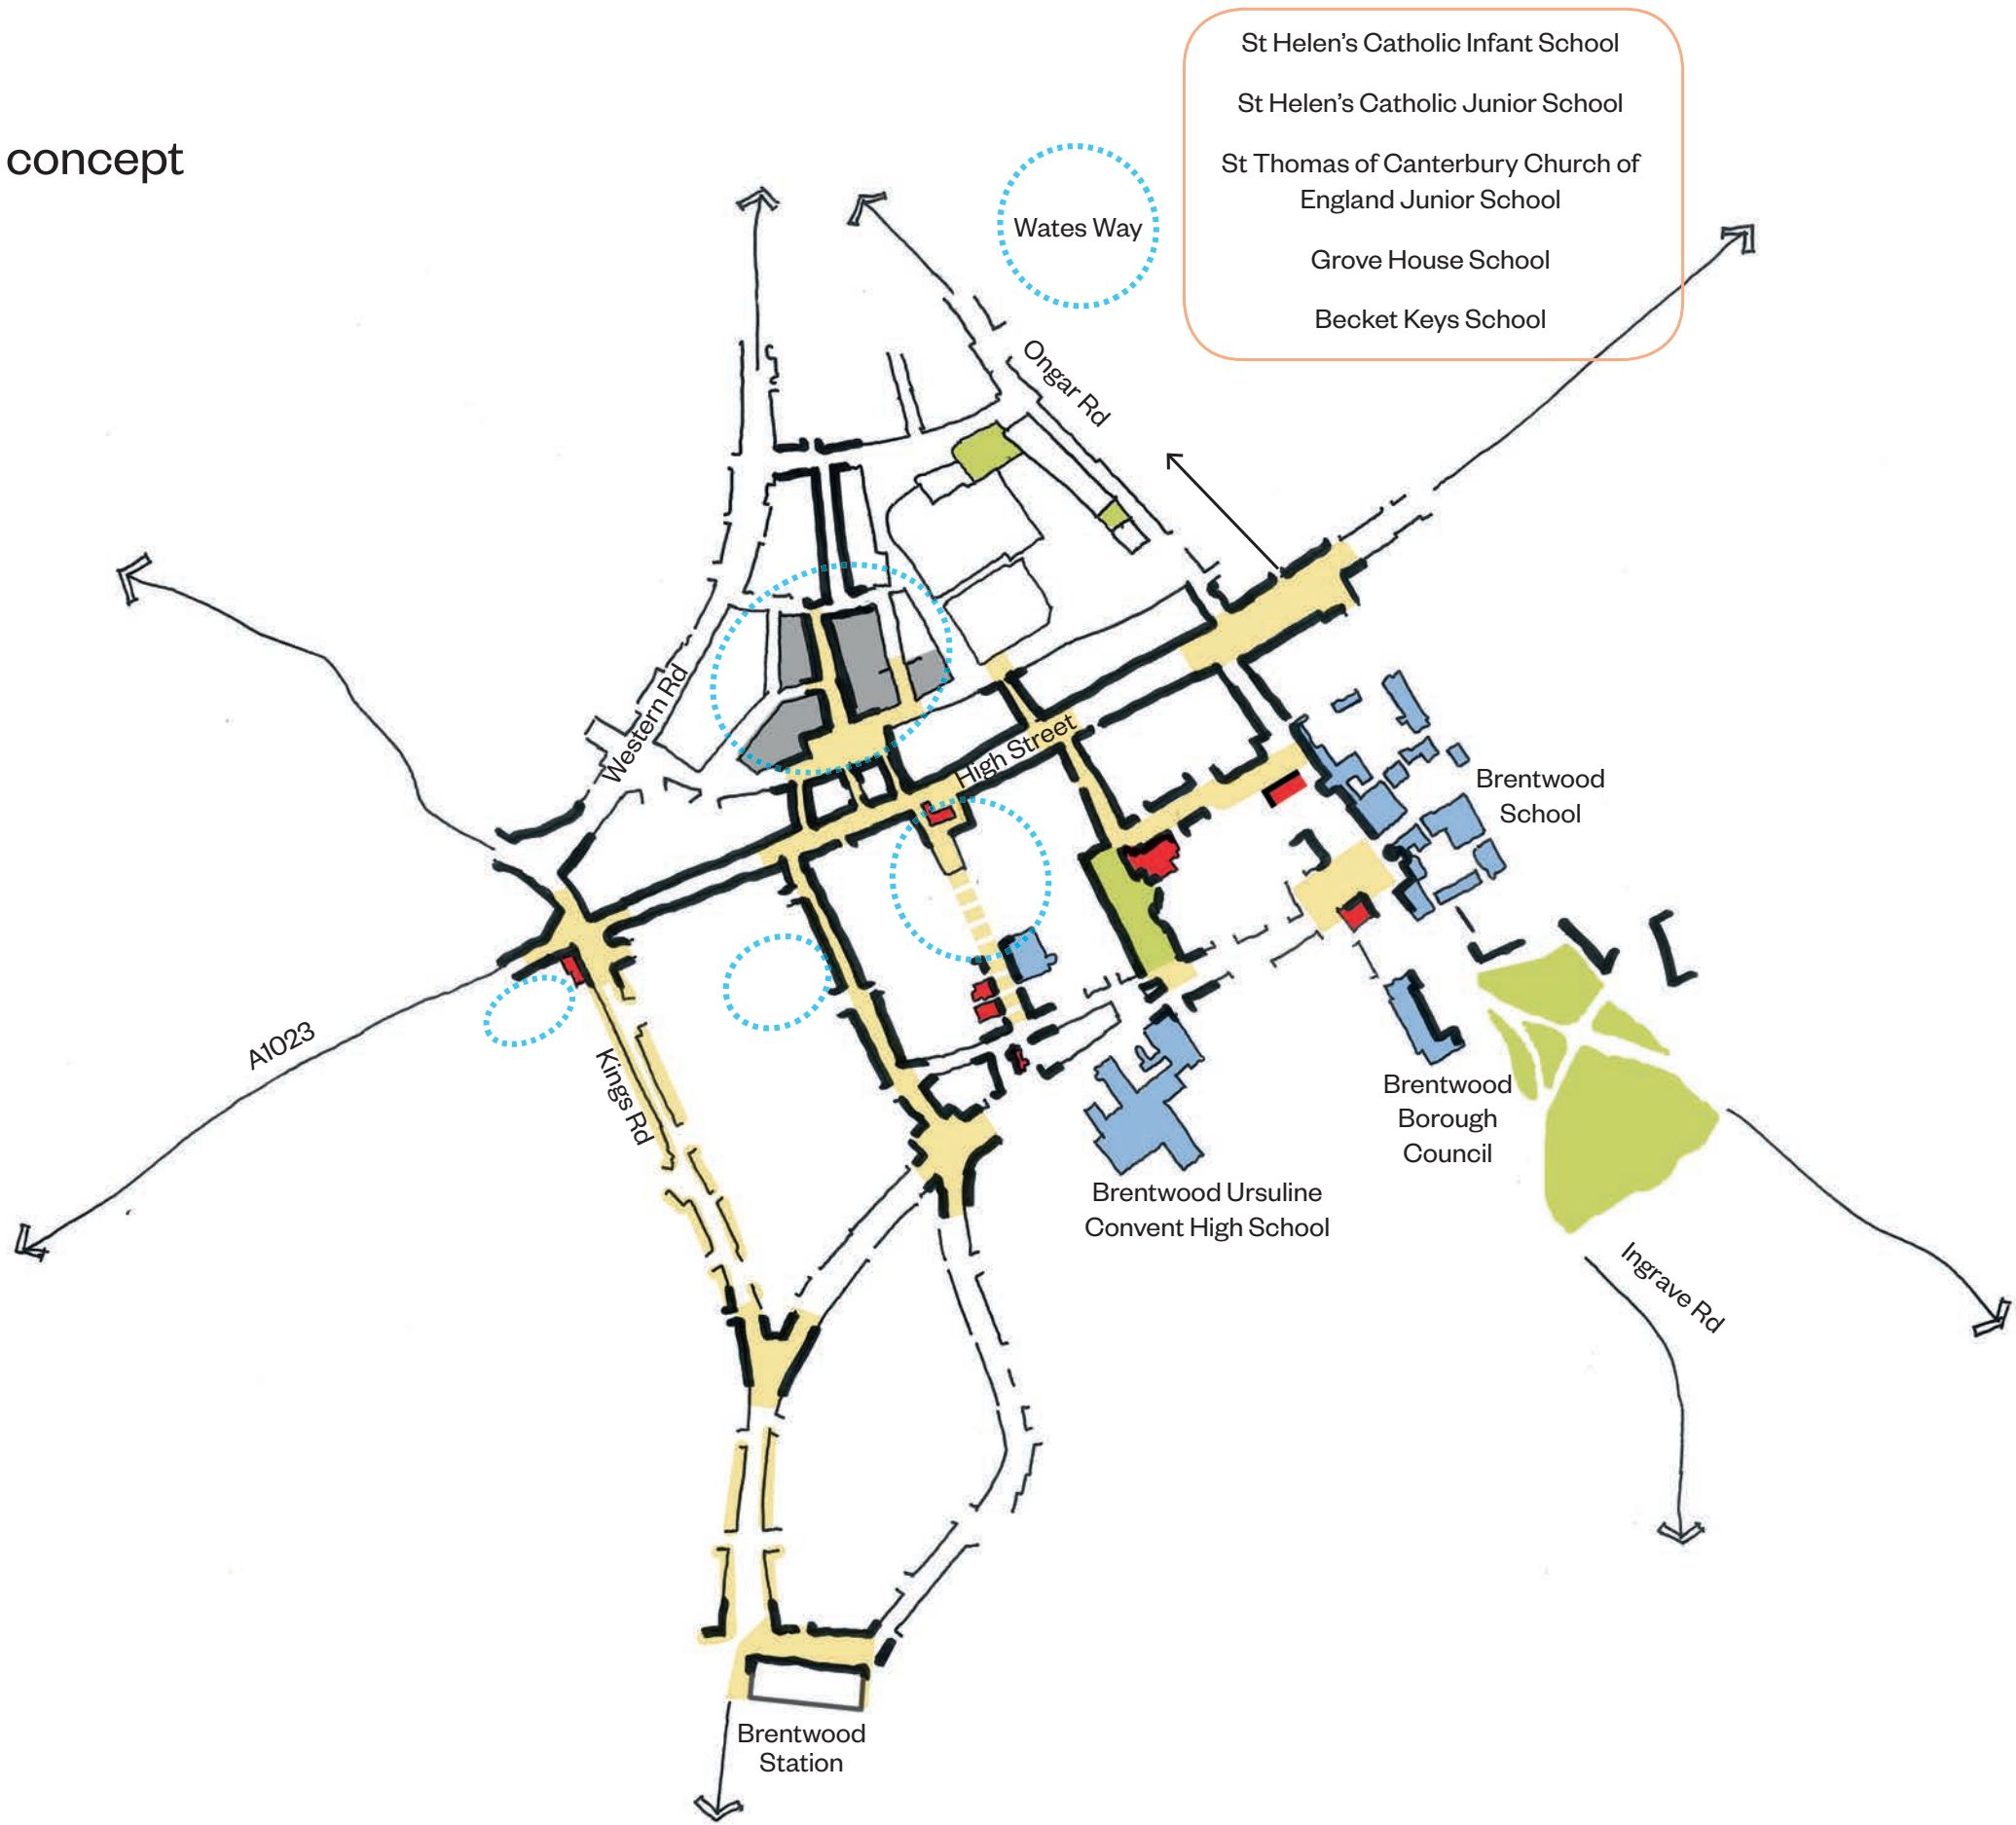 concept
St Helen's Catholic Infant School
St Helen's Catholic Junior School
St Thomas of Canterbury Church of
England Junior School
Grove House School
Becket Keys School
Wates Way
Ongar Rd
Western Rd
High Street
Brentwood
School
A1023
Kings Rd
Brentwood
Borough
Council
Brentwood Ursuline
Convent High School
Ingrave Rd
Brentwood
Station